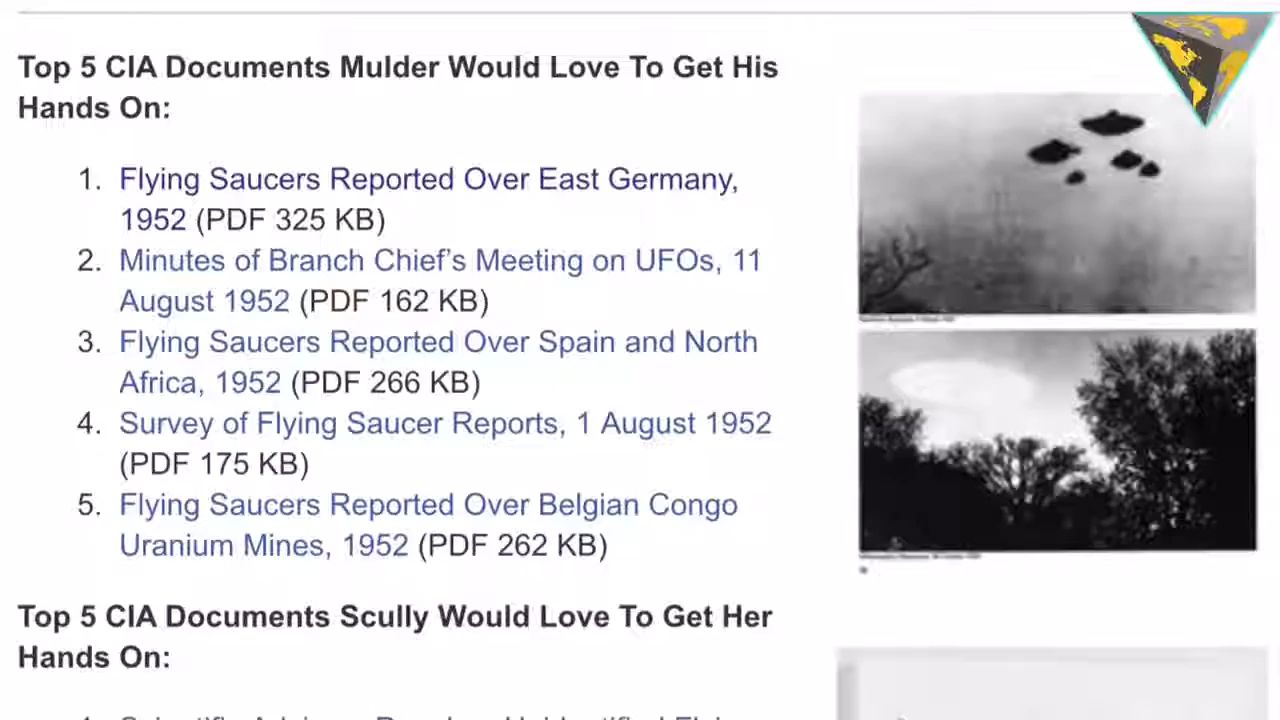 Top 5 CIA Documents Mulder Would Love To Get His
Hands On:
1. Flying Saucers Reported Over East Germany,
1952 (PDF 325 KB)
2. Minutes of Branch Chief's Meeting on UFOs, 11
August 1952 (PDF 162 KB)
3. Flying Saucers Reported Over Spain and North
Africa, 1952 (PDF 266 KB)
4. Survey of Flying Saucer Reports, 1 August 1952
(PDF 175 KB)
5. Flying Saucers Reported Over Belgian Congo
Uranium Mines, 1952 (PDF 262 KB)
Top 5 CIA Documents Scully Would Love To Get Her
Hands On: